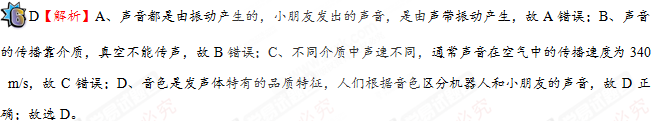 D【解析】A、声音都是由振动产生的，小朋友发出的声音，是由声带振动产生，故 A 错误；B、声音
的传播靠介质，真空不能传声，故 B 错误；C、不同介质中声速不同，通常声音在空气中的传播速度为 340
m/s，故 C 错误；D、音色是发声体特有的品质特征，人们根据音色区分机器人和小朋友的声音，故 D 正
确；故选 D。